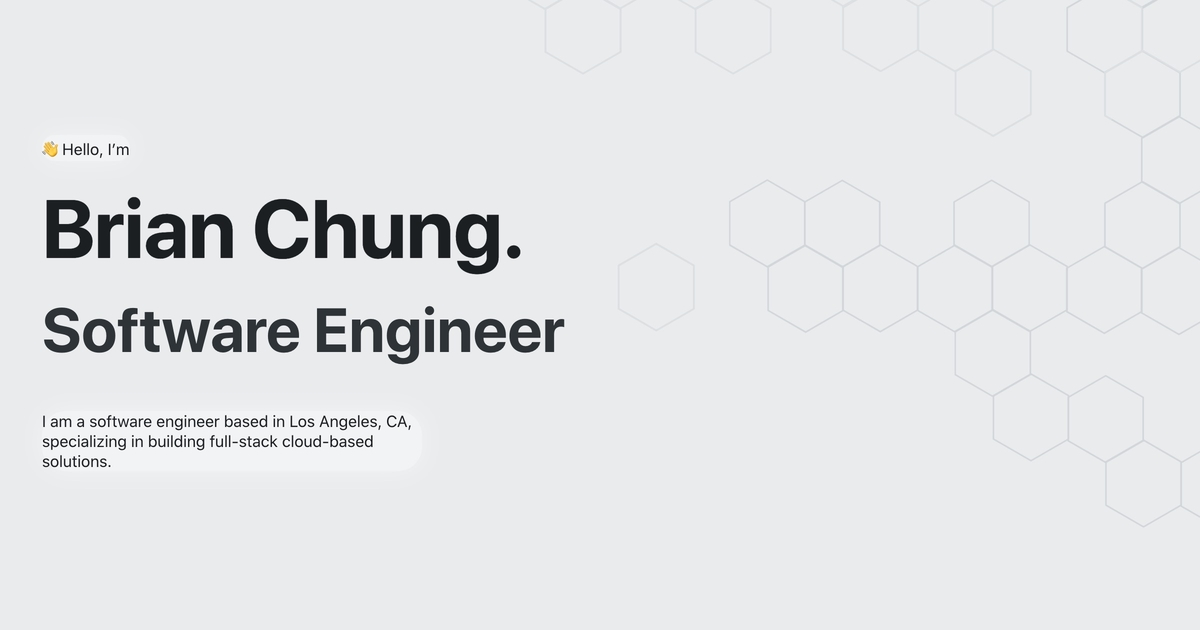 👋 Hello, I’m
Brian Chung.
Software Engineer
I am a software engineer based in Los Angeles, CA,
specializing in building full-stack cloud-based
solutions.